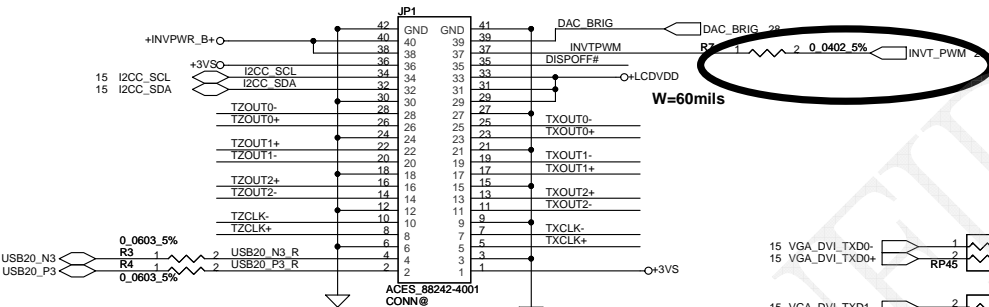 JP1
42 GND GND 41 DAC_BRIG DAC_BRIG 28
+INVPWR_B+ 40 40 39 39
38 38 37 37 INVTPWM R7 1 2 0_0402_5% INVT_PWM
+3VS 36 36 35 35 DISPOFF#
15 I2CC_SCL I2CC_SCL 34 34 33 33 +LCDVDD
15 I2CC_SDA I2CC_SDA 32 32 31 31
30 30 29 29 W=60mils
TZOUT0- 28 28 27 27
TZOUT0+ 26 26 25 25 TXOUT0-
24 24 23 23 TXOUT0+
TZOUT1+ 22 22 21 21
TZOUT1- 20 20 19 19 TXOUT1-
18 18 17 17 TXOUT1+
TZOUT2+ 16 16 15 15
TZOUT2- 14 14 13 13 TXOUT2+
12 12 11 11 TXOUT2-
TZCLK- 10 10 9 9
TZCLK+ 8 8 7 7 TXCLK-
6 6 5 5 TXCLK+
0_0603_5%
USB20_N3 R3 1 2 USB20_N3_R 4 4 3 3
USB20_P3 R4 1 2 USB20_P3_R 2 2 1 1 +3VS
0_0603_5%
ACES_88242-4001
CONN@
15 VGA_DVI_TXD0- 1
15 VGA_DVI_TXD0+ 2
RP45
15 VGA_DVI_TXD1- 2